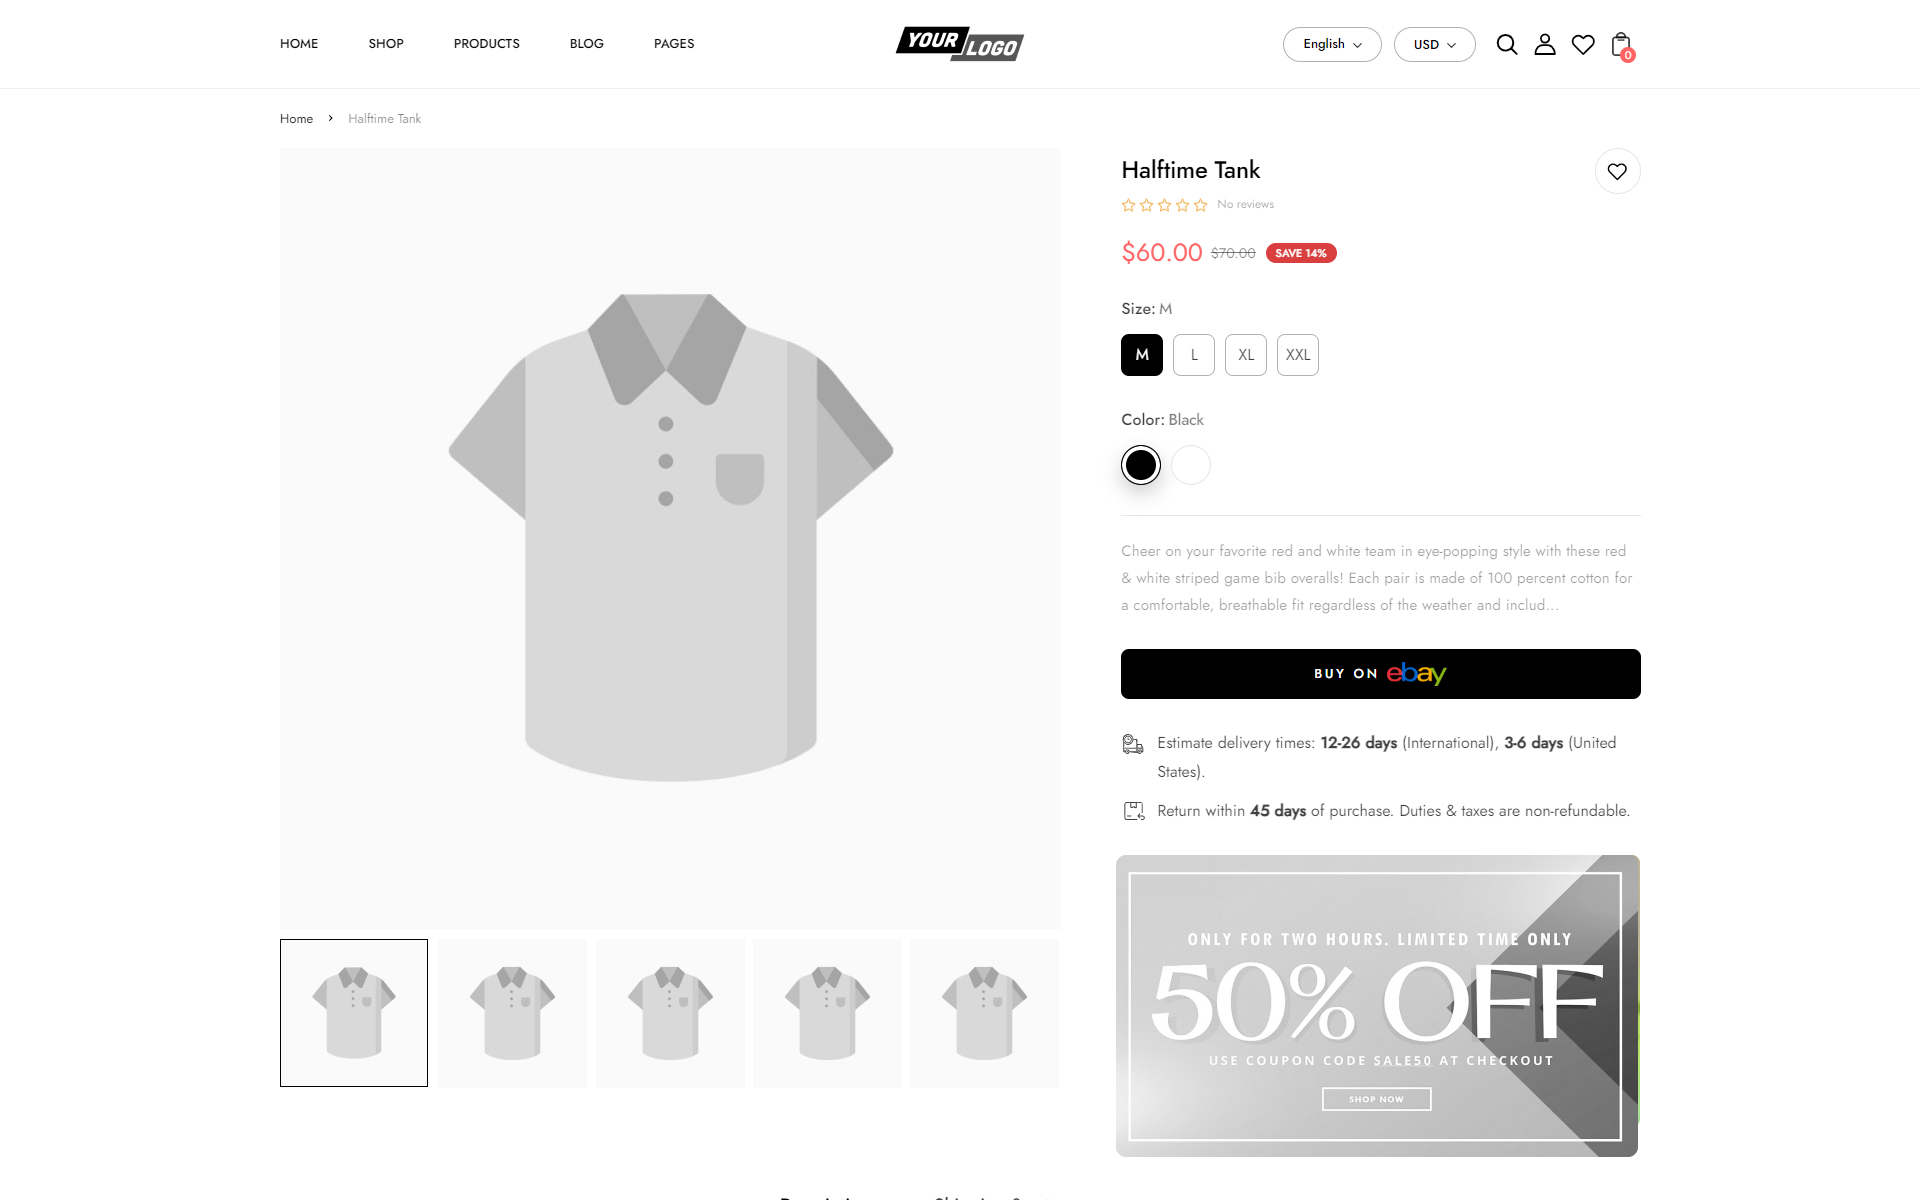 HOME SHOP PRODUCTS BLOG PAGES
YOUR LOGO
English USD
0
Home › Halftime Tank
Halftime Tank
No reviews
$60.00 $70.00 SAVE 14%
Size: M
M L XL XXL
Color: Black
Cheer on your favorite red and white team in eye-popping style with these red
& white striped game bib overalls! Each pair is made of 100 percent cotton for
a comfortable, breathable fit regardless of the weather and includ...
BUY ON ebay
Estimate delivery times: 12-26 days (International), 3-6 days (United
States).
Return within 45 days of purchase. Duties & taxes are non-refundable.
ONLY FOR TWO HOURS. LIMITED TIME ONLY
50% OFF
USE COUPON CODE SALE50 AT CHECKOUT
SHOP NOW